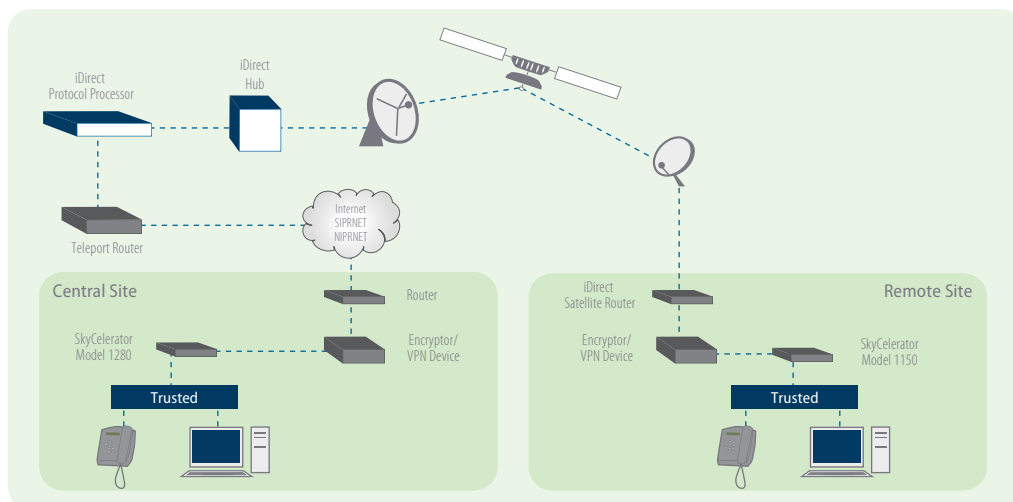 iDirect
Protocol Processor
iDirect
Hub
Internet
SIPRNET
NIPRNET
Teleport Router
Central Site
Router
SkyCelerator
Model 1280
Encryptor/
VPN Device
Trusted
iDirect
Satellite Router
Remote Site
Encryptor/
VPN Device
SkyCelerator
Model 1150
Trusted